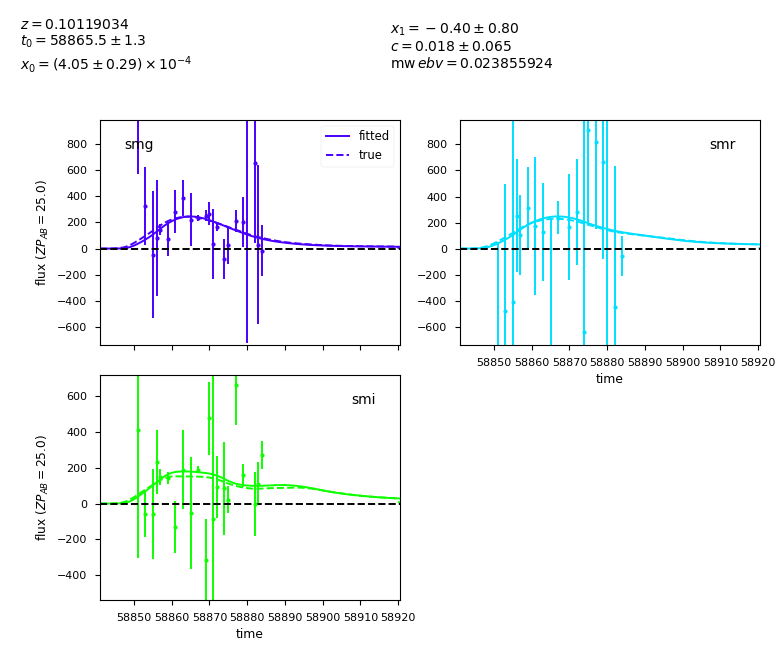 z = 0.10119034
t₀ = 58865.5 ± 1.3
x₀ = (4.05 ± 0.29) × 10⁻⁴
x₁ = −0.40 ± 0.80
c = 0.018 ± 0.065
mw ebv = 0.023855924
smg
fitted
true
800
600
400
200
0
−200
−400
−600
flux (ZP_AB = 25.0)
smr
800
600
400
200
0
−200
−400
−600
58850 58860 58870 58880 58890 58900 58910 58920
time
smi
600
400
200
0
−200
−400
flux (ZP_AB = 25.0)
58850 58860 58870 58880 58890 58900 58910 58920
time